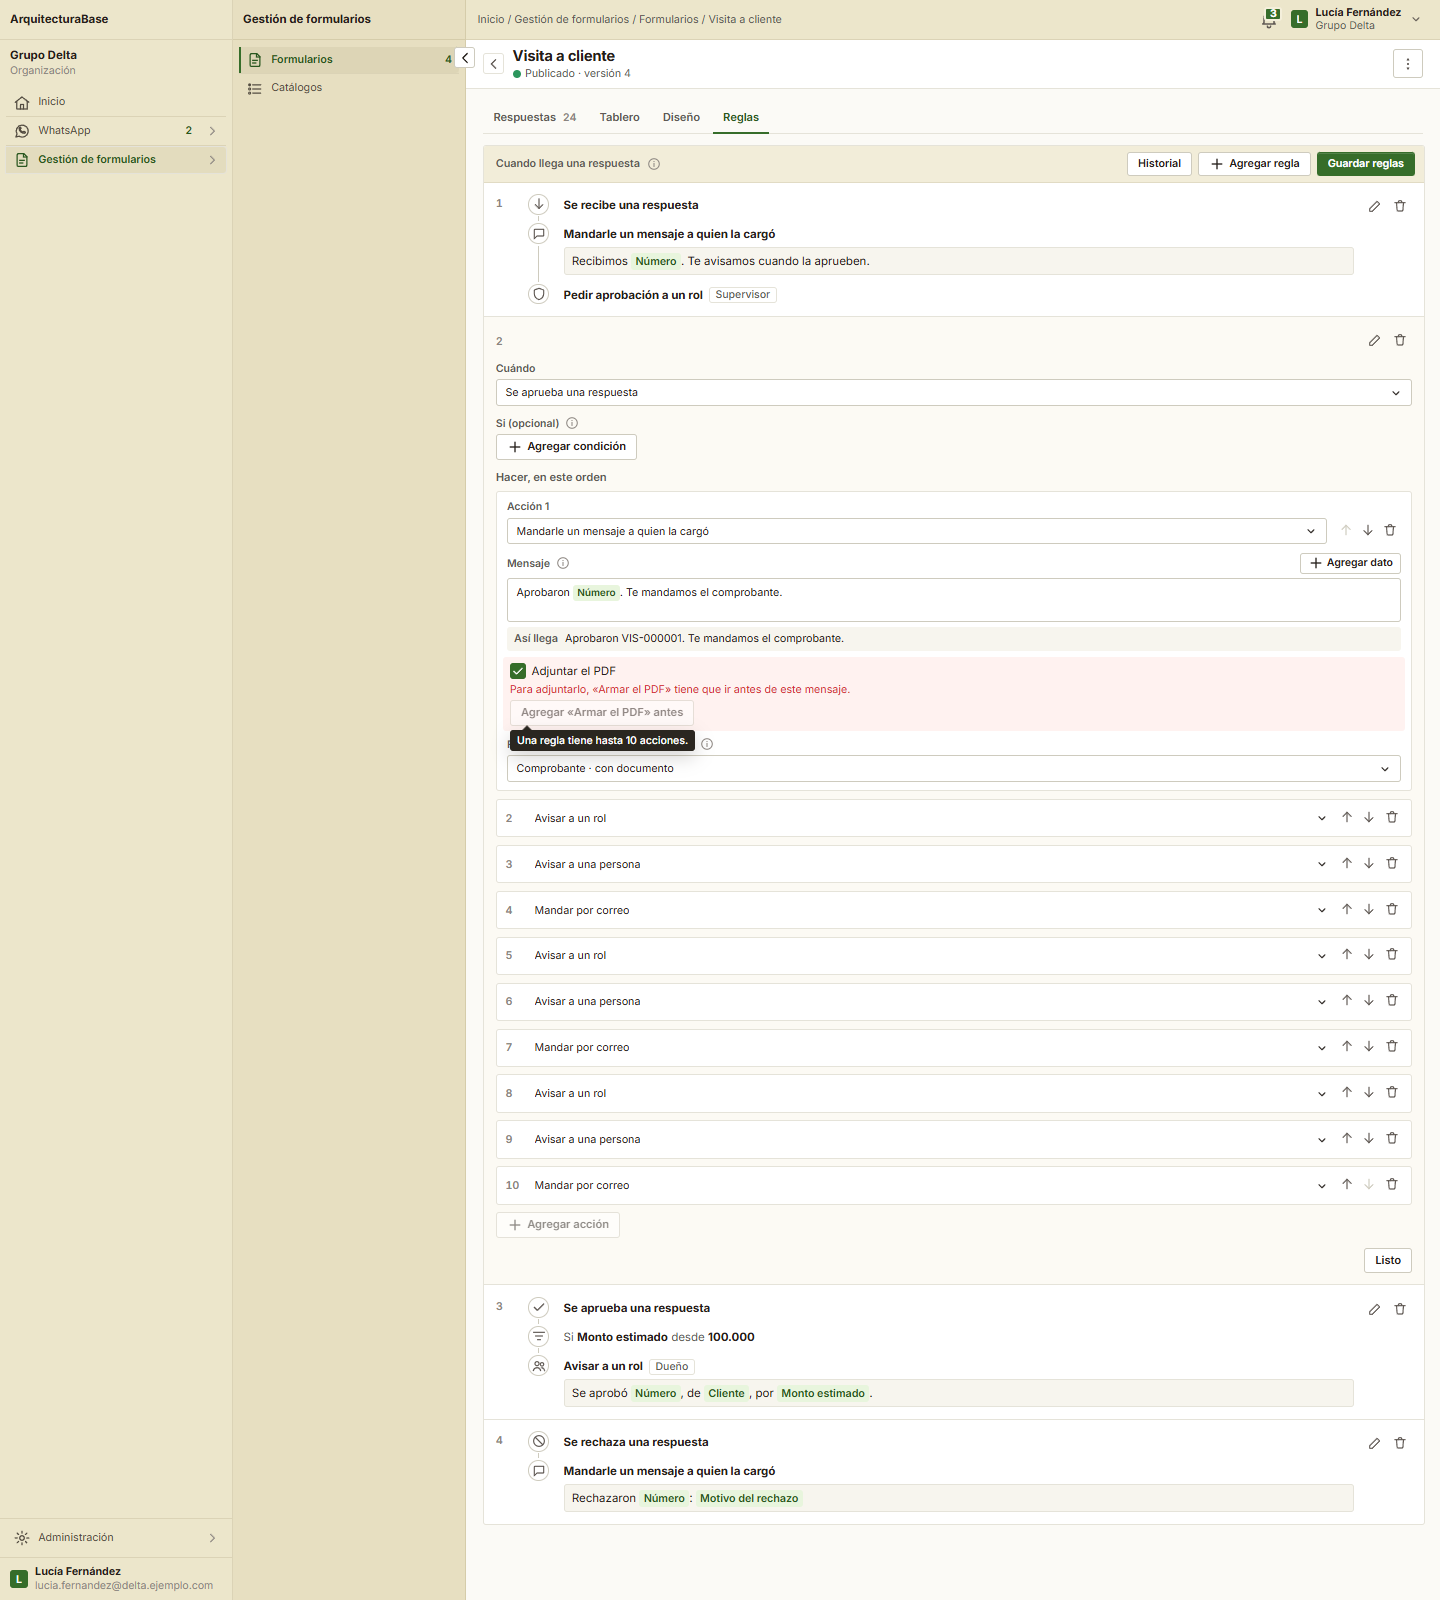 ArquitecturaBase
Grupo Delta
Organización
Inicio
WhatsApp 2
Gestión de formularios
Administración
L Lucía Fernández
lucia.fernandez@delta.ejemplo.com
Gestión de formularios
Formularios 4
Catálogos
Inicio / Gestión de formularios / Formularios / Visita a cliente
3
L Lucía Fernández
Grupo Delta
Visita a cliente
Publicado · versión 4
Respuestas 24 Tablero Diseño Reglas
Cuando llega una respuesta Historial Agregar regla Guardar reglas
1 Se recibe una respuesta
Mandarle un mensaje a quien la cargó
Recibimos Número. Te avisamos cuando la aprueben.
Pedir aprobación a un rol Supervisor
2
Cuándo
Se aprueba una respuesta
Si (opcional)
Agregar condición
Hacer, en este orden
Acción 1
Mandarle un mensaje a quien la cargó
Mensaje Agregar dato
Aprobaron Número. Te mandamos el comprobante.
Así llega Aprobaron VIS-000001. Te mandamos el comprobante.
Adjuntar el PDF
Para adjuntarlo, «Armar el PDF» tiene que ir antes de este mensaje.
Agregar «Armar el PDF» antes
Una regla tiene hasta 10 acciones.
Comprobante · con documento
2 Avisar a un rol
3 Avisar a una persona
4 Mandar por correo
5 Avisar a un rol
6 Avisar a una persona
7 Mandar por correo
8 Avisar a un rol
9 Avisar a una persona
10 Mandar por correo
Agregar acción
Listo
3 Se aprueba una respuesta
Si Monto estimado desde 100.000
Avisar a un rol Dueño
Se aprobó Número, de Cliente, por Monto estimado.
4 Se rechaza una respuesta
Mandarle un mensaje a quien la cargó
Rechazaron Número: Motivo del rechazo